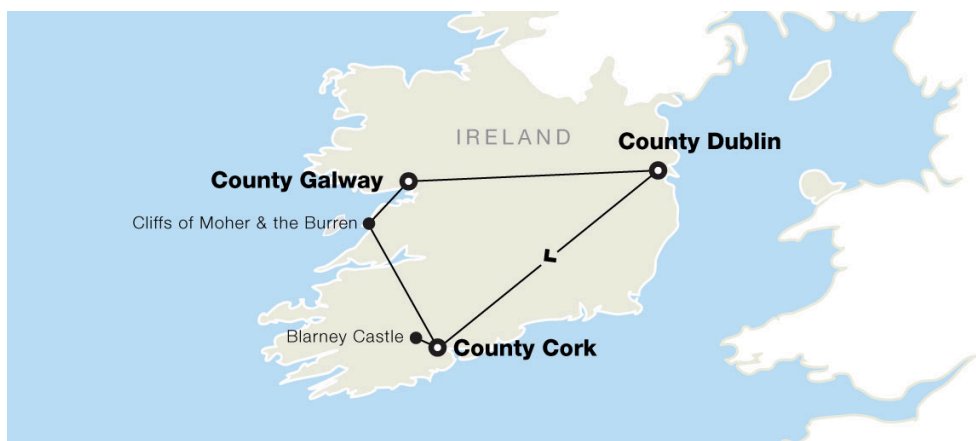 IRELAND
County Dublin
County Galway
Cliffs of Moher & the Burren
Blarney Castle
County Cork